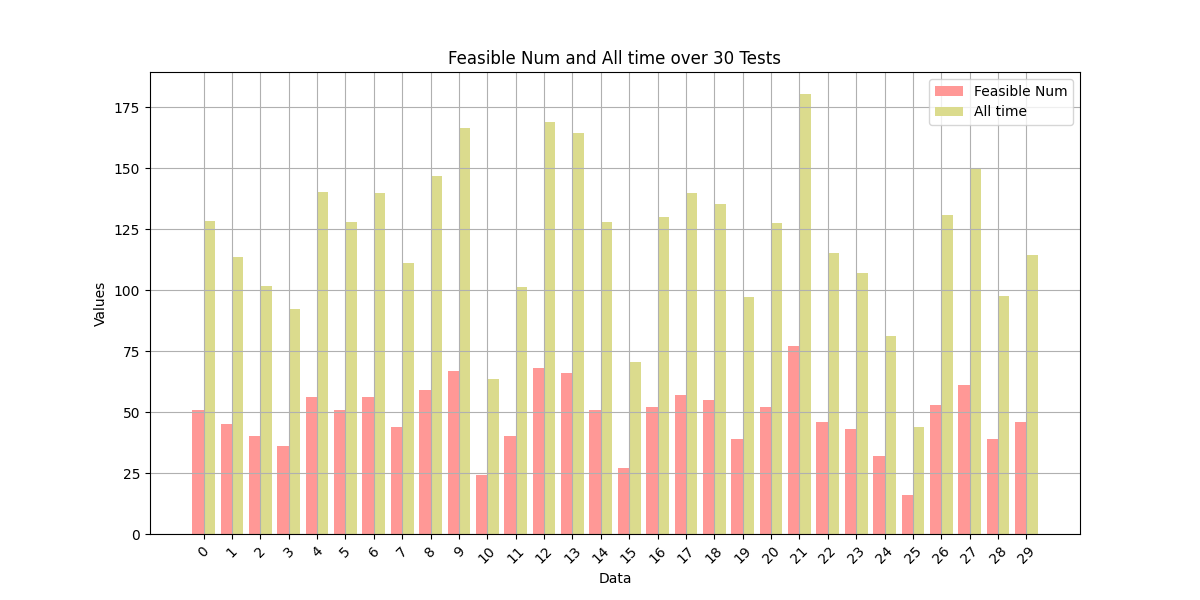 Feasible Num and All time over 30 Tests
Feasible Num
All time
Values
175
150
125
100
75
50
25
0
0 1 2 3 4 5 6 7 8 9 10 11 12 13 14 15 16 17 18 19 20 21 22 23 24 25 26 27 28 29
Data